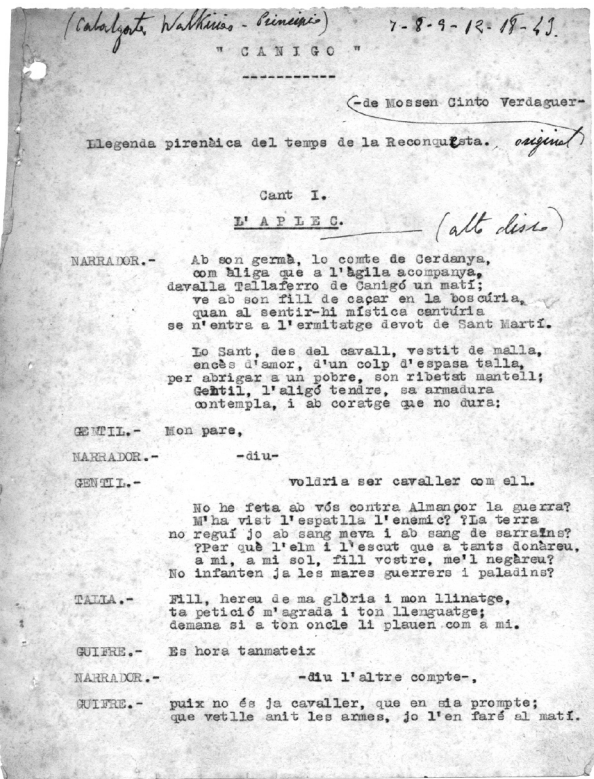 (Cabalgata Walkirias - Principio) 7-8-9-12-18-43.
" C A N I G O "
-----------
-de Mossen Cinto Verdaguer-
Llegenda pirenàica del temps de la Reconquesta. original
Cant I.
L' A P L E C. (alto disco)
NARRADOR.- Ab son germà, lo comte de Cerdanya,
com àliga que a l'àgila acompanya,
davalla Tallaferro de Canigó un matí;
ve ab son fill de caçar en la boscúria,
quan al sentir-hi mística cantúria
se n'entra a l'ermitatge devot de Sant Martí.
Lo Sant, des del cavall, vestit de malla,
encès d'amor, d'un colp d'espasa talla,
per abrigar a un pobre, son ribetat mantell;
Gentil, l'aligó tendre, sa armadura
contempla, i ab coratge que no dura:
GENTIL.- Mon pare,
NARRADOR.- -diu-
GENTIL.- voldria ser cavaller com ell.
No he feta ab vós contra Almançor la guerra?
M'ha vist l'espatlla l'enemic? ?La terra
no reguí jo ab sang meva i ab sang de sarraïns?
?Per què l'elm i l'escut que a tants donàreu,
a mi, a mi sol, fill vostre, me'l negàreu?
No infanten ja les mares guerrers i paladins?
TALLA.- Fill, hereu de ma glòria i mon llinatge,
ta petició m'agrada i ton llenguatge;
demana si a ton oncle li plauen com a mi.
GUIFRE.- Es hora tanmateix
NARRADOR.- -diu l'altre compte-,
GUIFRE.- puix no és ja cavaller, que en sia prompte;
que vetlle anit les armes, jo l'en faré al matí.